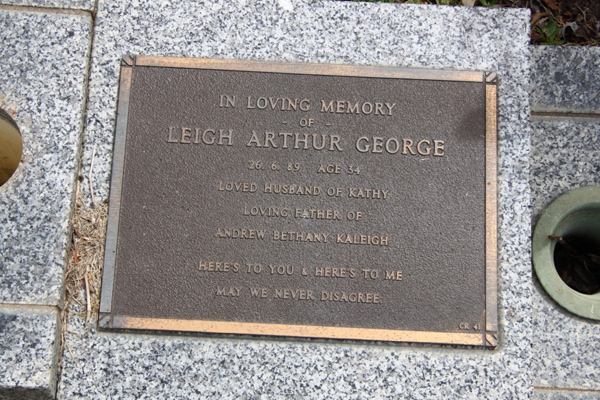 IN LOVING MEMORY
- OF -
LEIGH ARTHUR GEORGE
26. 6. 89 AGE 34
LOVED HUSBAND OF KATHY
LOVING FATHER OF
ANDREW BETHANY KALEIGH
HERE'S TO YOU & HERE'S TO ME
MAY WE NEVER DISAGREE
CR 41